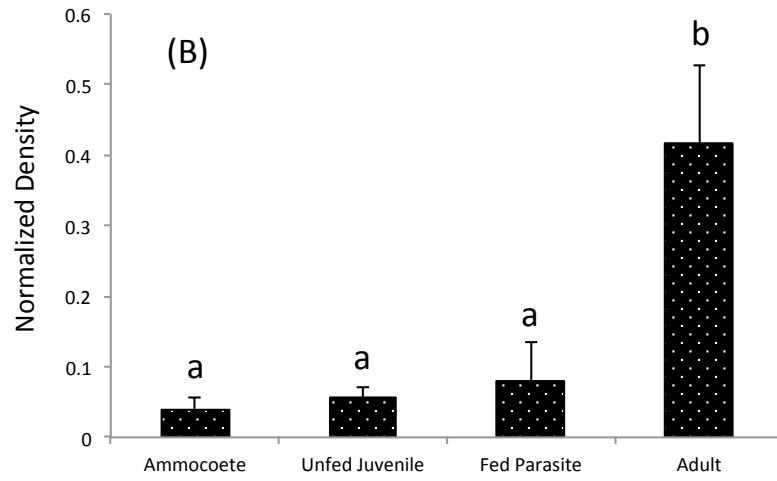 0.6
(B)
b
0.5
0.4
0.3
Normalized Density
0.2
a
a
a
0.1
0
Ammocoete Unfed Juvenile Fed Parasite Adult